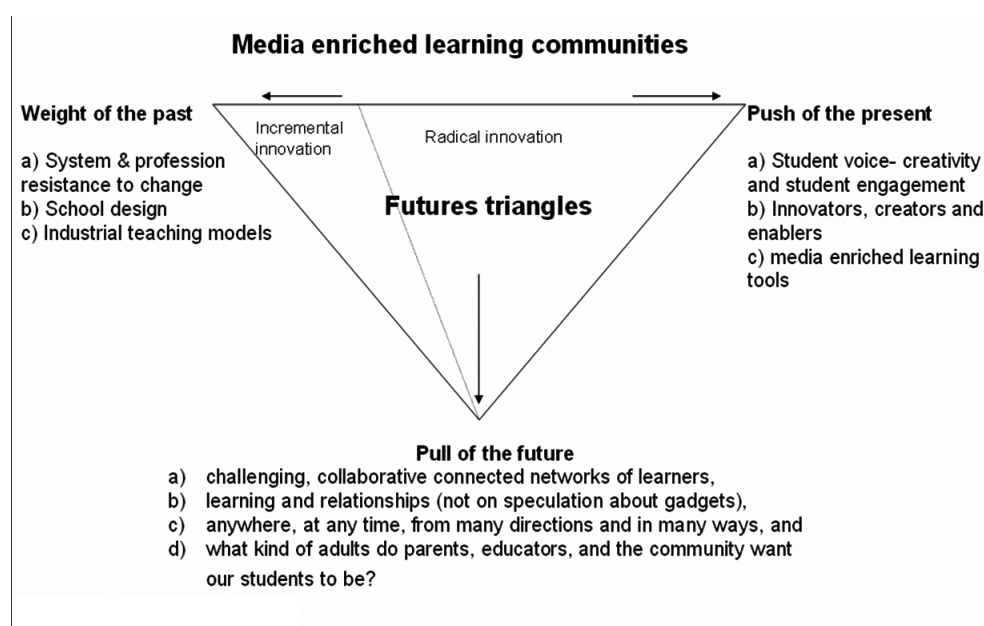 Media enriched learning communities
Weight of the past
a) System & profession
resistance to change
b) School design
c) Industrial teaching models
Incremental
innovation
Radical innovation
Futures triangles
Push of the present
a) Student voice- creativity
and student engagement
b) Innovators, creators and
enablers
c) media enriched learning
tools
Pull of the future
a) challenging, collaborative connected networks of learners,
b) learning and relationships (not on speculation about gadgets),
c) anywhere, at any time, from many directions and in many ways, and
d) what kind of adults do parents, educators, and the community want
our students to be?